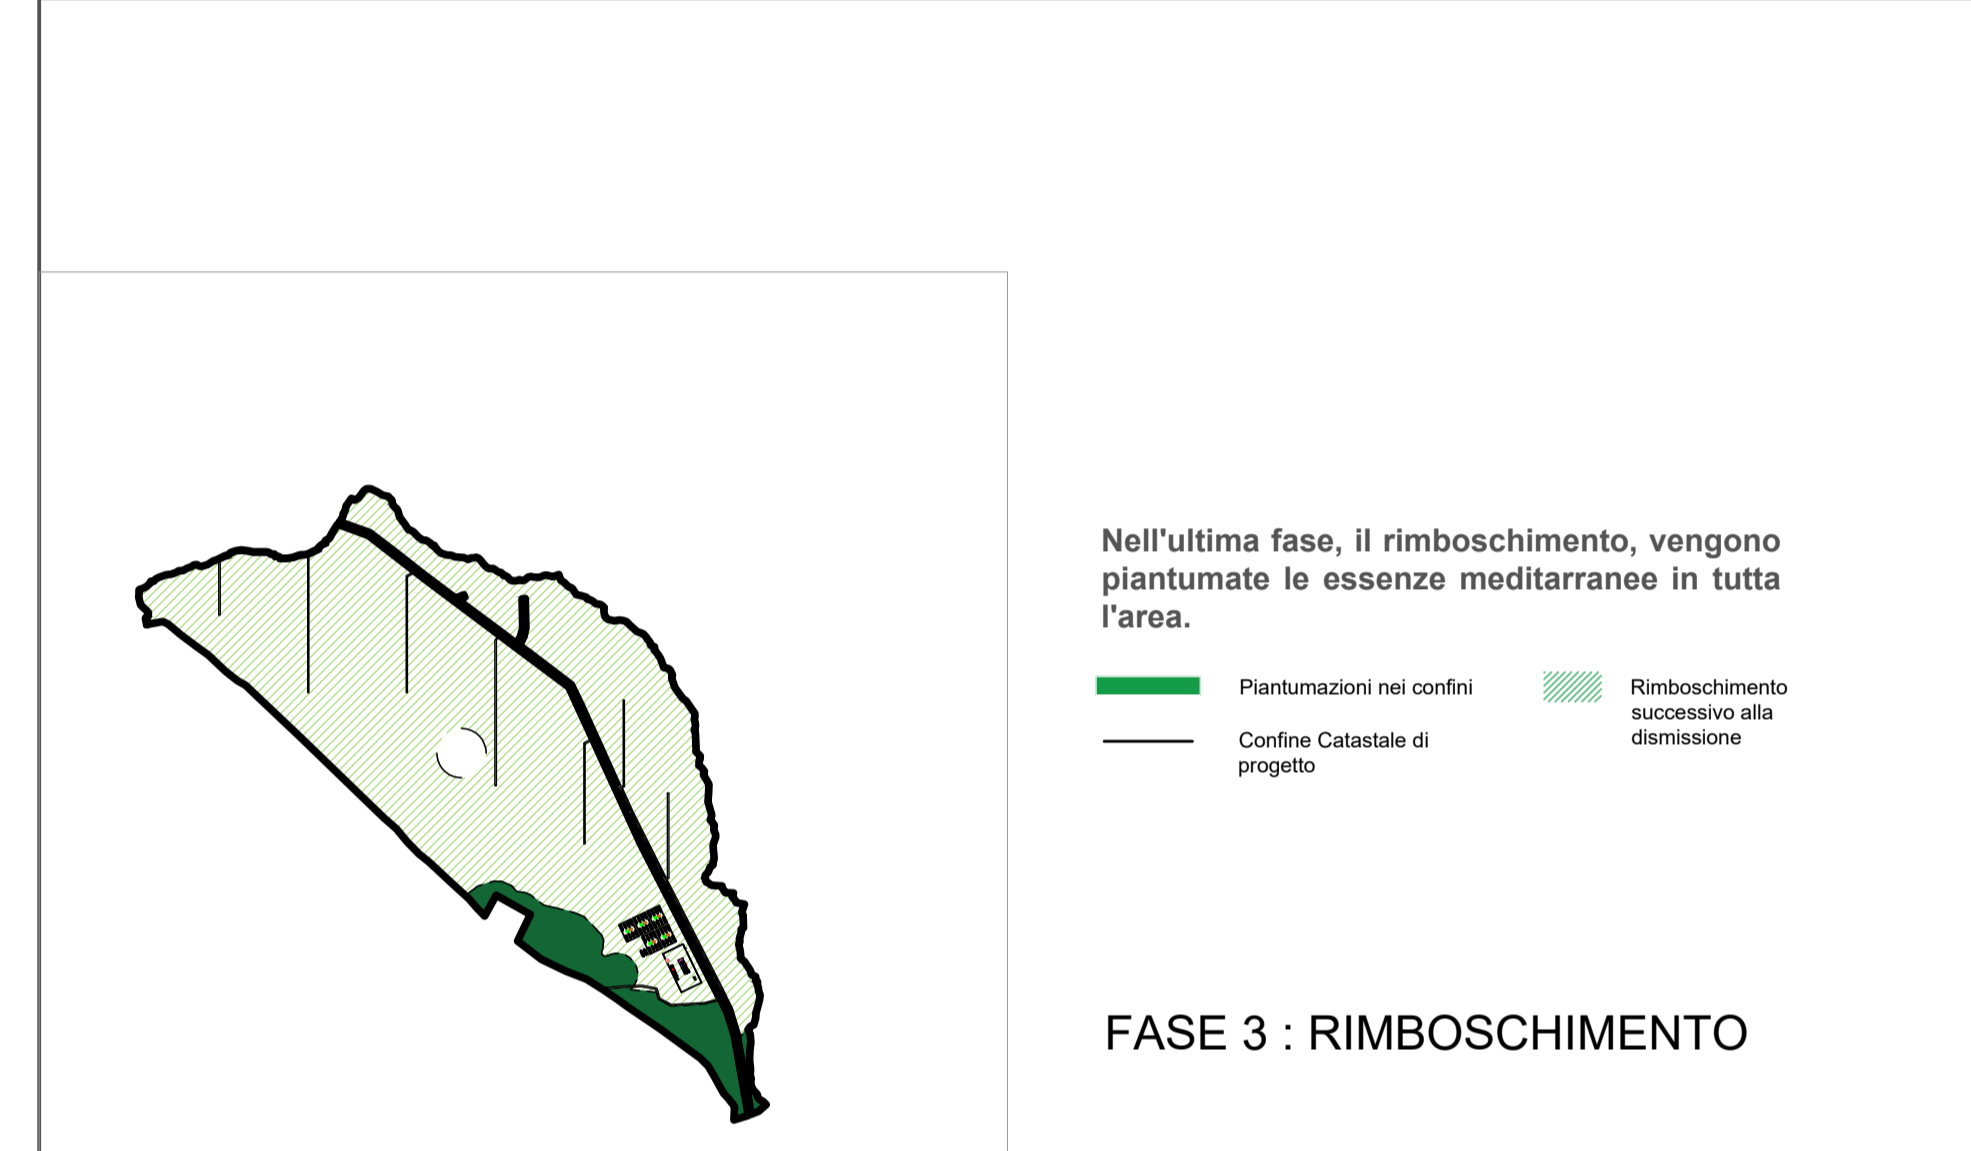 Nell'ultima fase, il rimboschimento, vengono
piantumate le essenze meditarranee in tutta
l'area.
Piantumazioni nei confini
Confine Catastale di
progetto
Rimboschimento
successivo alla
dismissione
FASE 3 : RIMBOSCHIMENTO